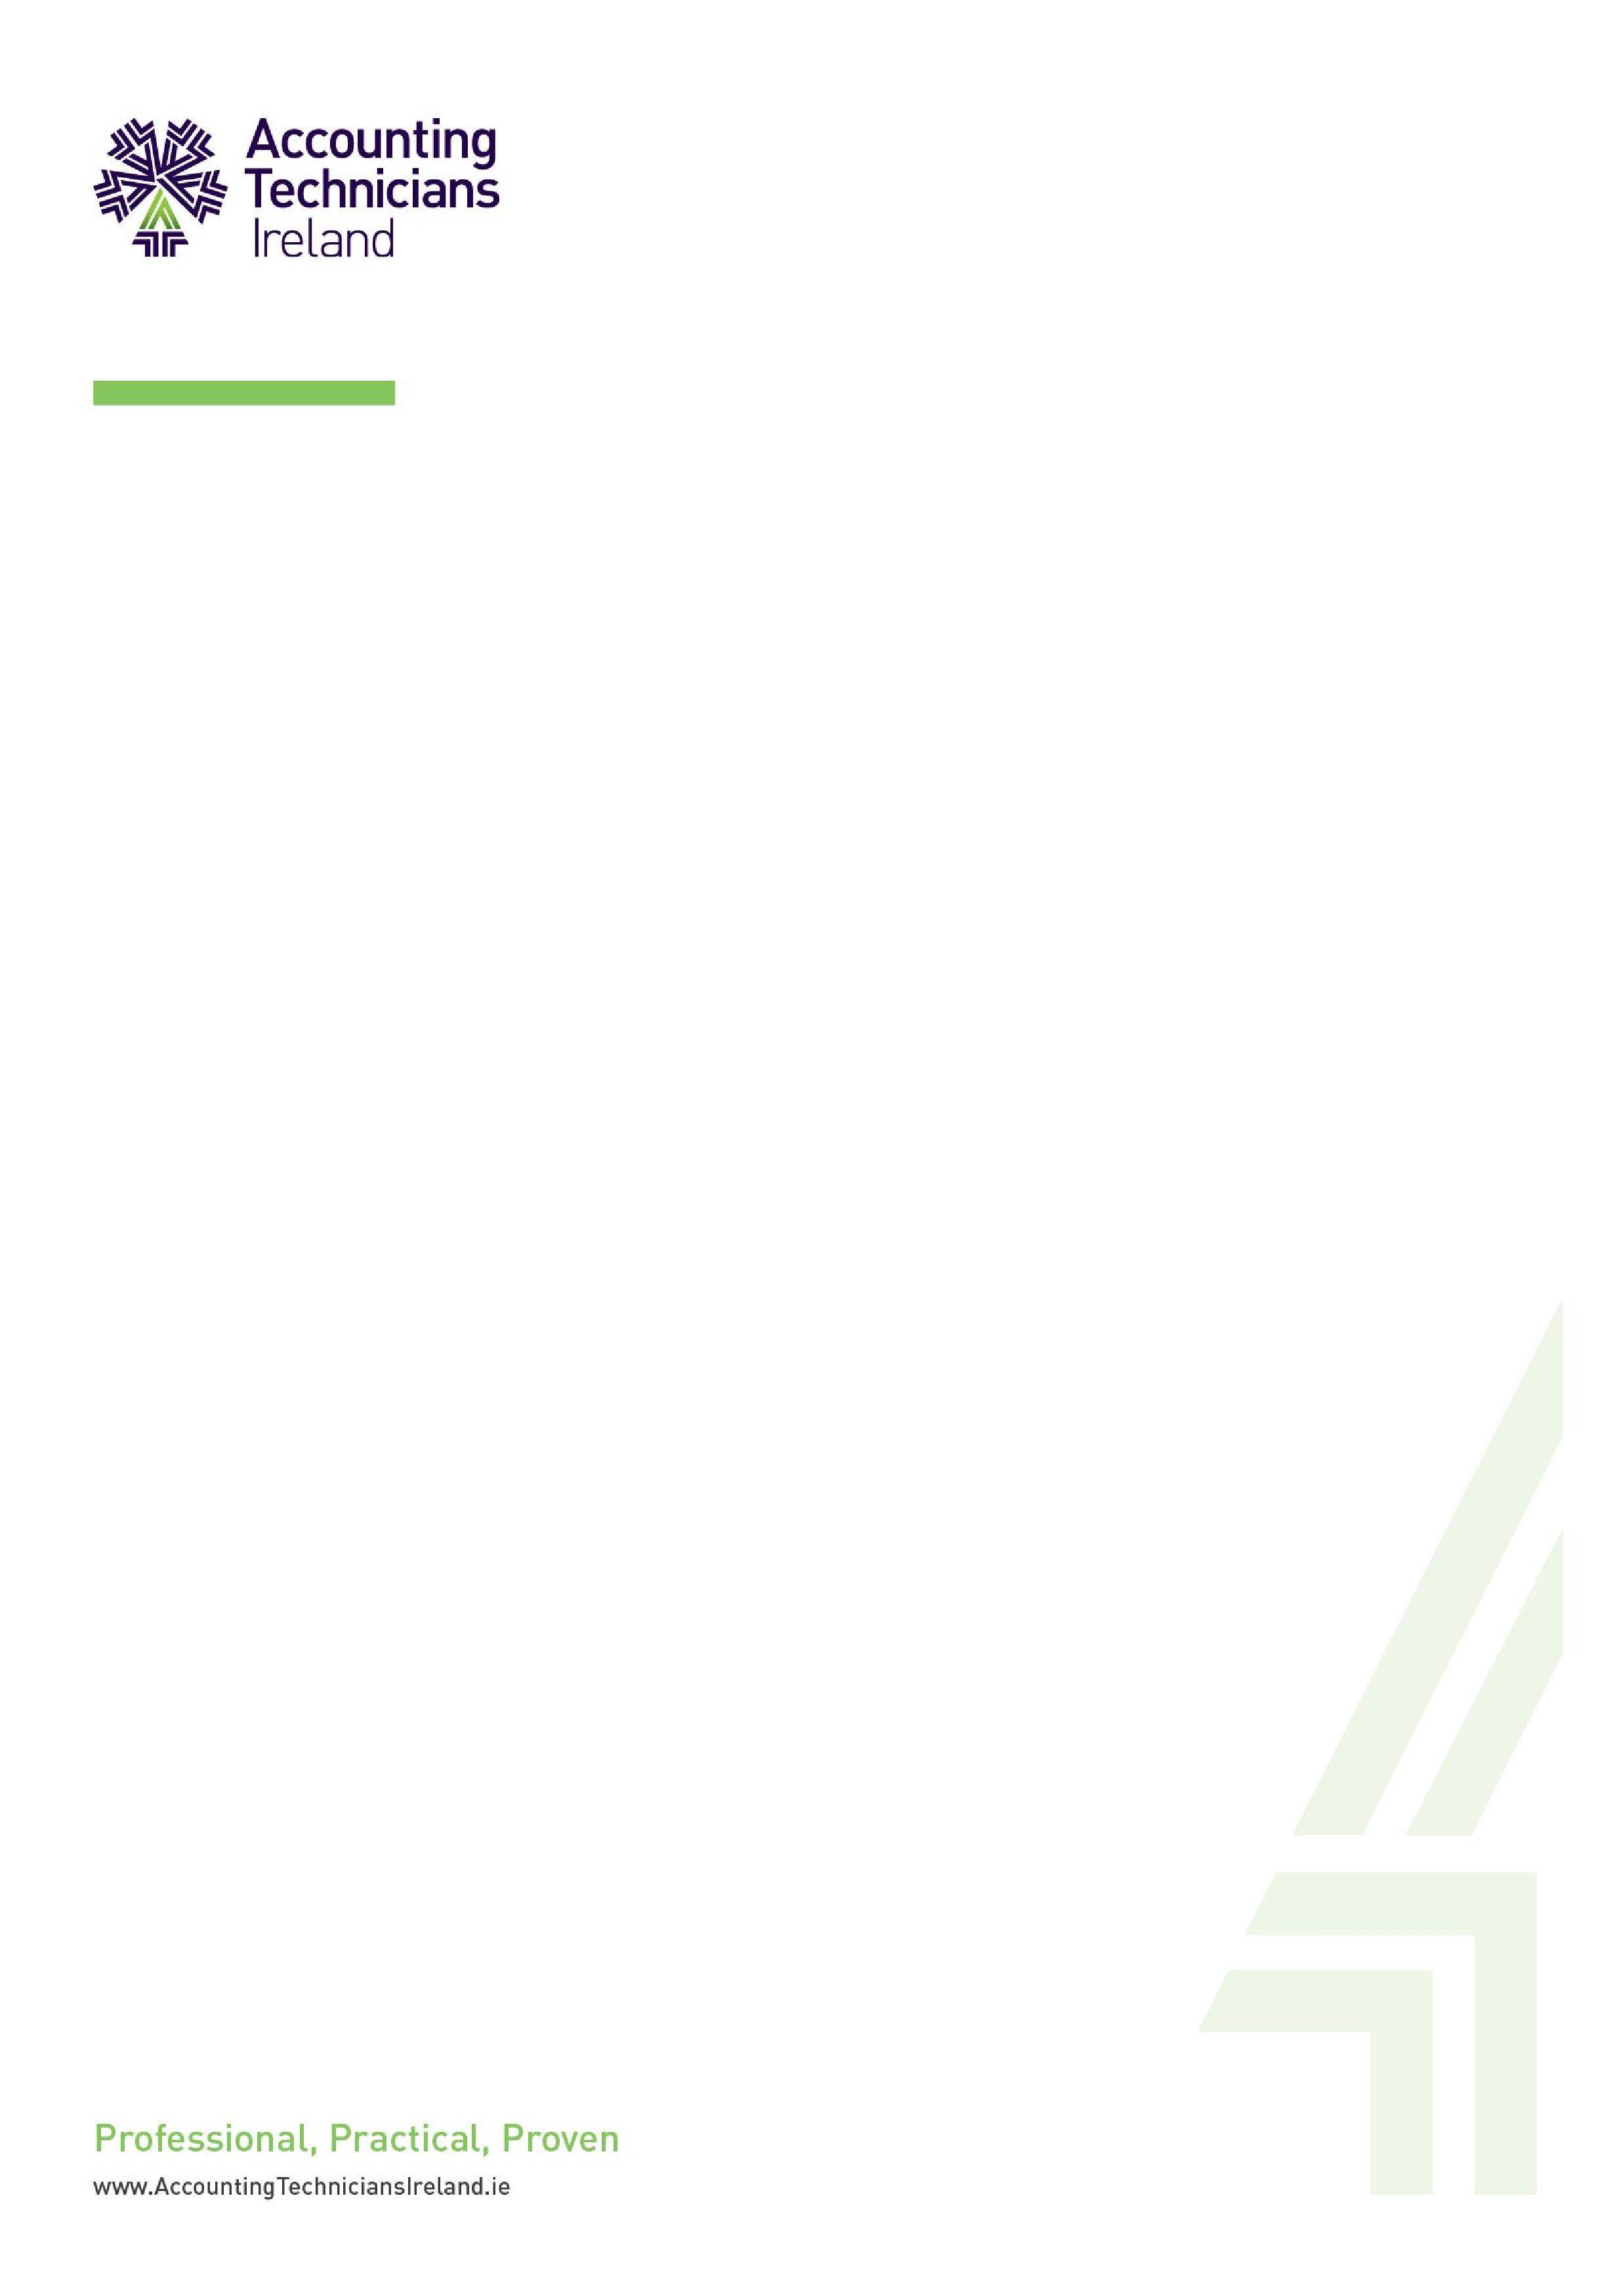 Accounting
Technicians
Ireland
Professional, Practical, Proven
www.AccountingTechniciansIreland.ie